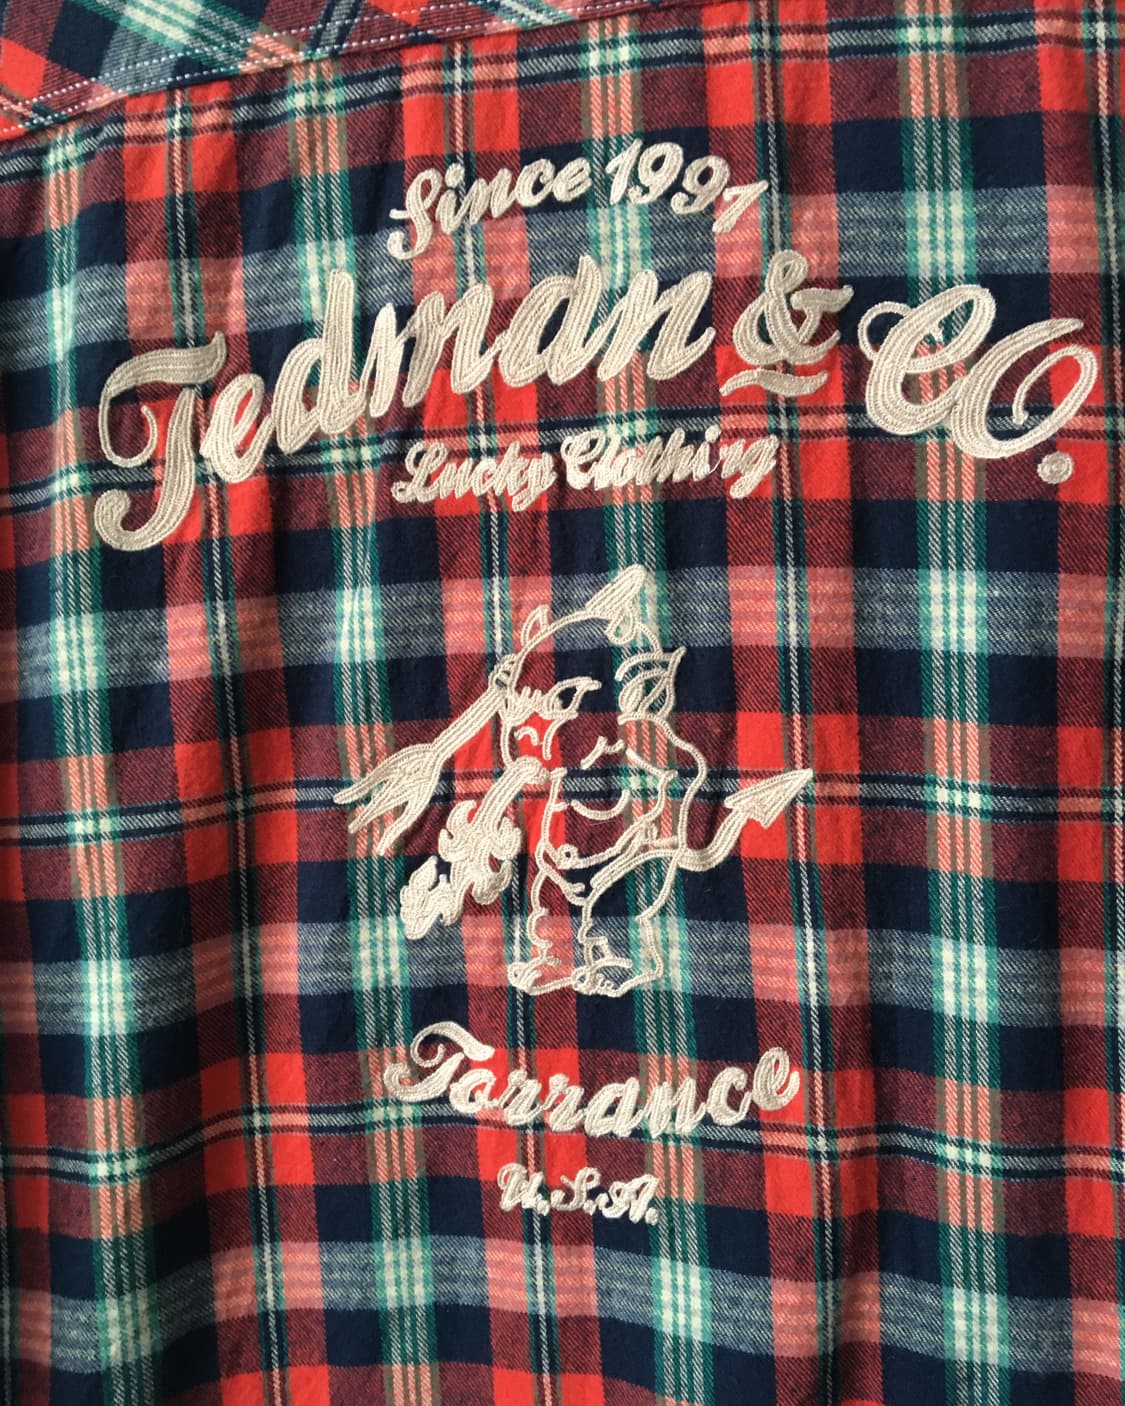 Since 1997
Tedman & CO.
Lucky Clothing
Torrance
U.S.A.